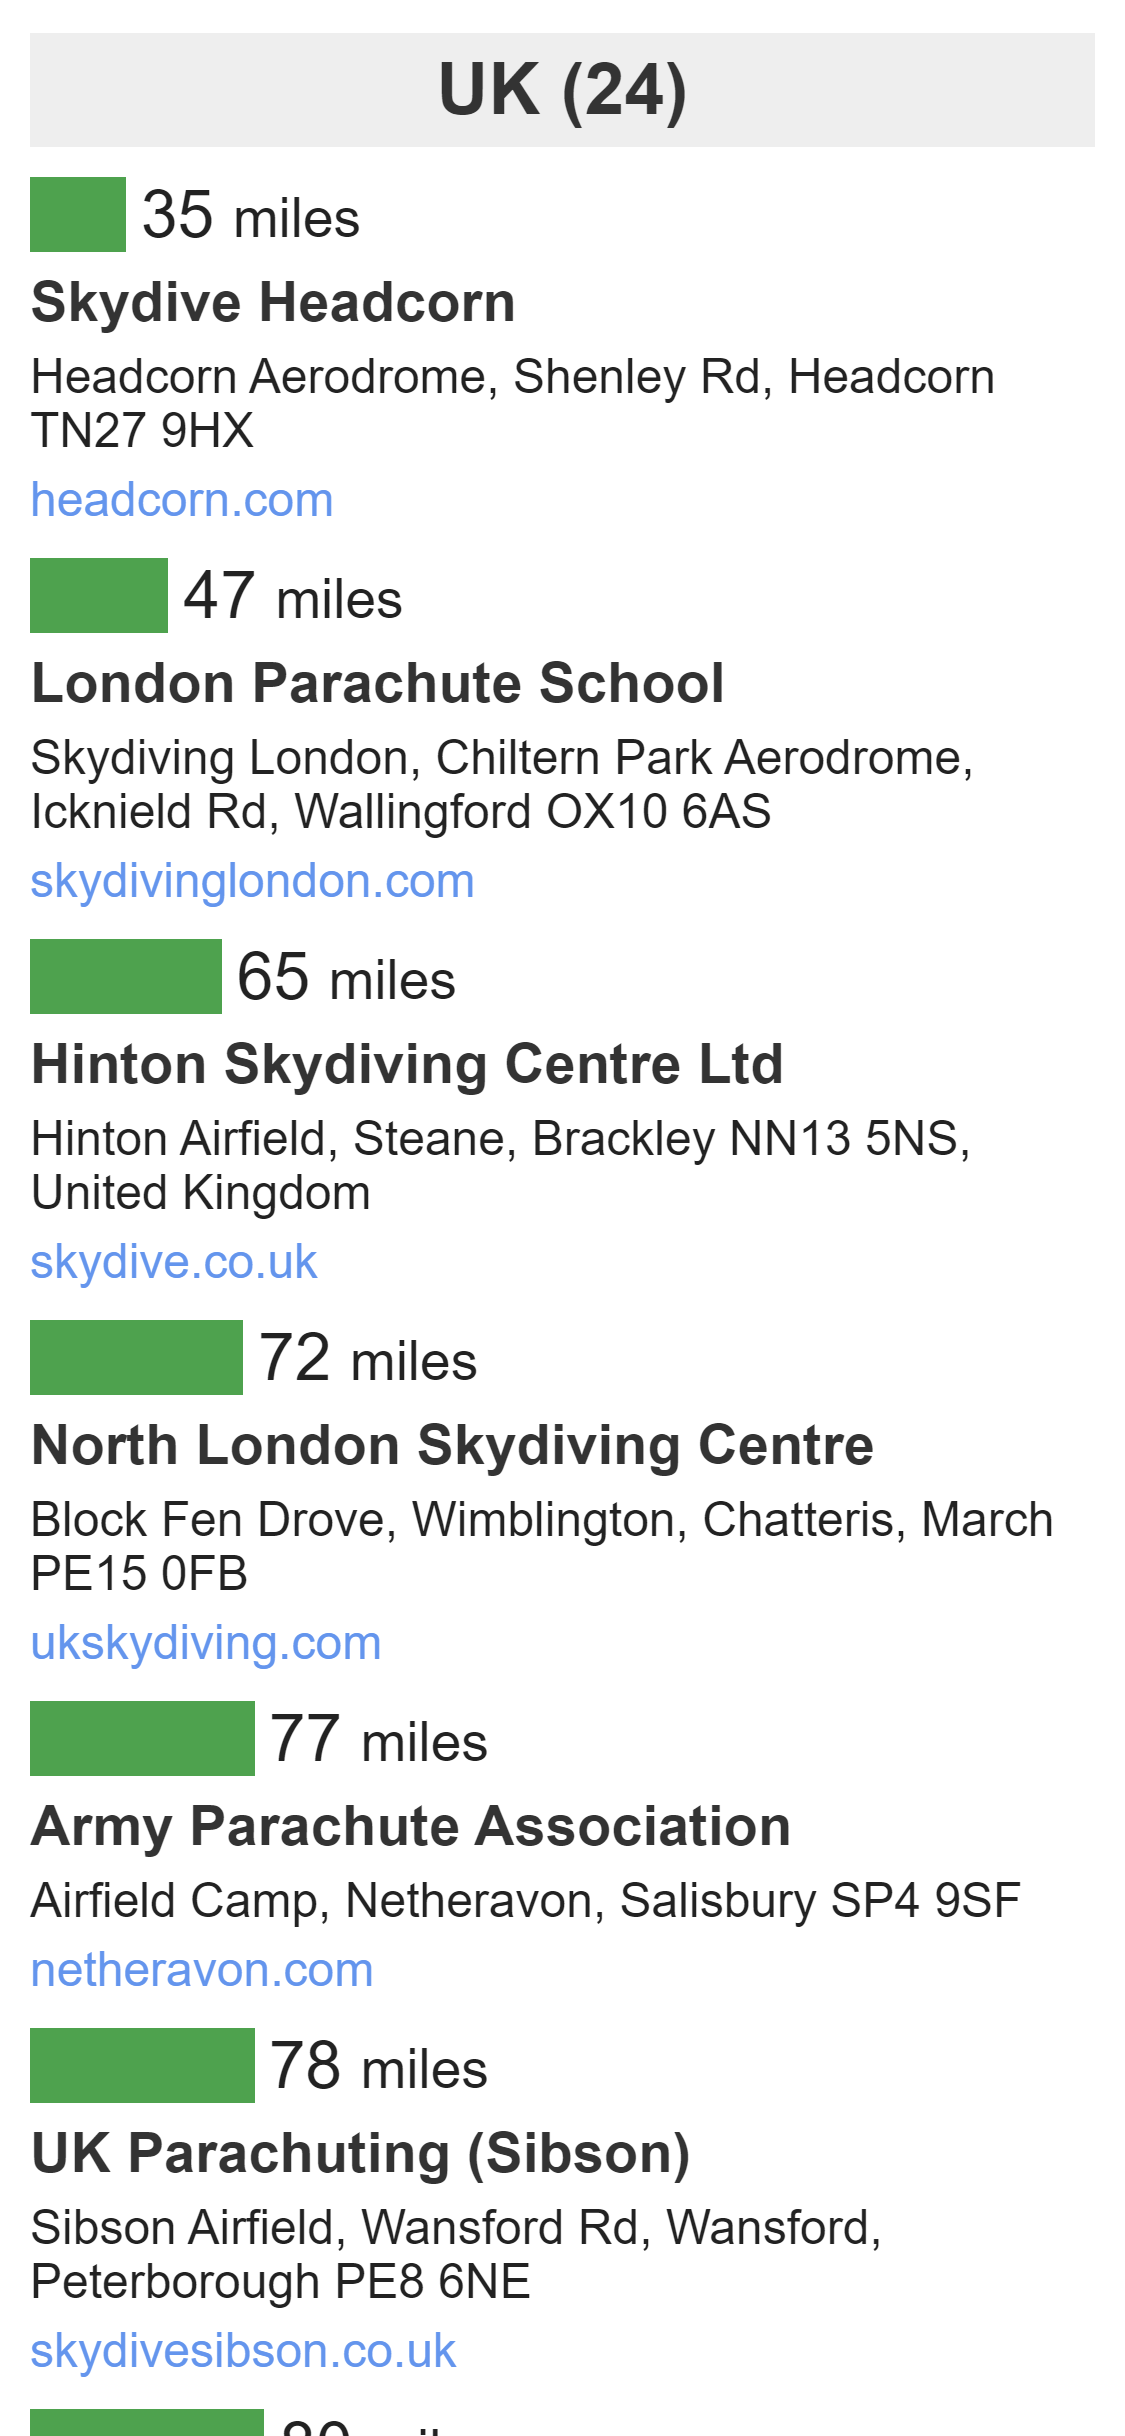 UK (24)
35 miles
Skydive Headcorn
Headcorn Aerodrome, Shenley Rd, Headcorn
TN27 9HX
headcorn.com
47 miles
London Parachute School
Skydiving London, Chiltern Park Aerodrome,
Icknield Rd, Wallingford OX10 6AS
skydivinglondon.com
65 miles
Hinton Skydiving Centre Ltd
Hinton Airfield, Steane, Brackley NN13 5NS,
United Kingdom
skydive.co.uk
72 miles
North London Skydiving Centre
Block Fen Drove, Wimblington, Chatteris, March
PE15 0FB
ukskydiving.com
77 miles
Army Parachute Association
Airfield Camp, Netheravon, Salisbury SP4 9SF
netheravon.com
78 miles
UK Parachuting (Sibson)
Sibson Airfield, Wansford Rd, Wansford,
Peterborough PE8 6NE
skydivesibson.co.uk